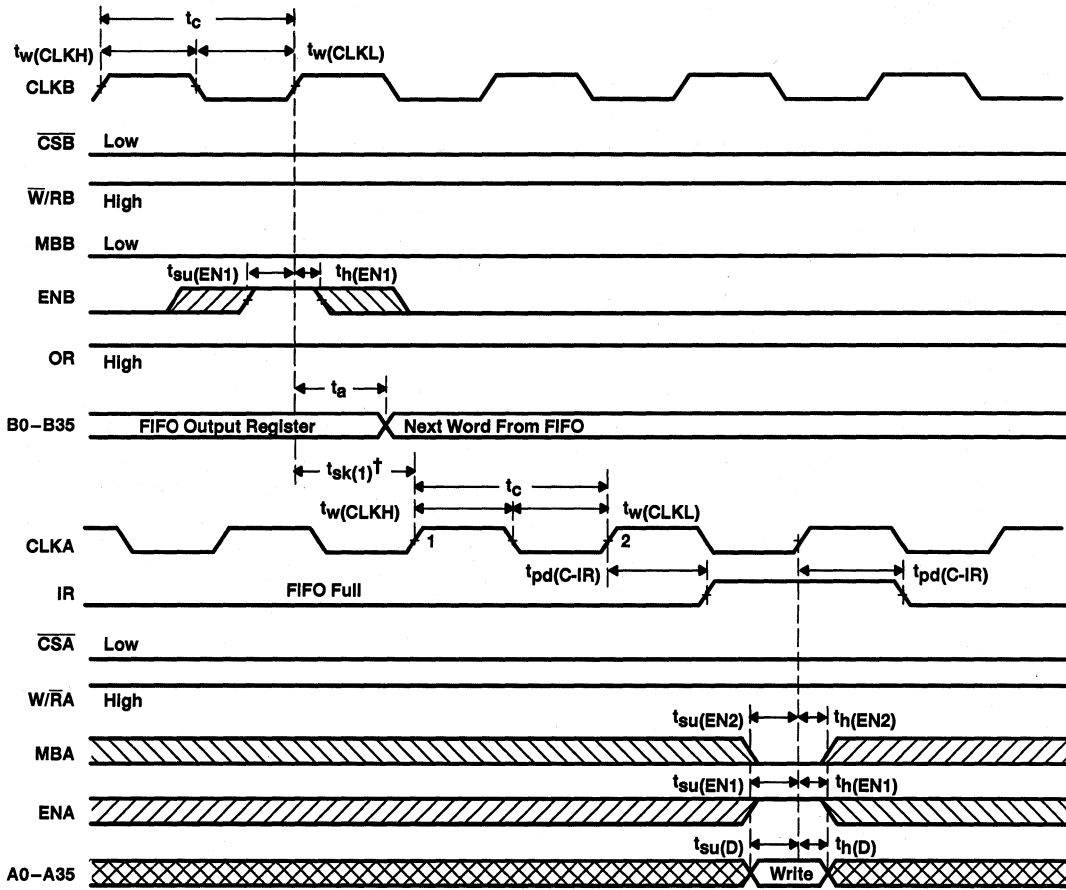 tc
tw(CLKH)
tw(CLKL)
CLKB
CSB Low
W/RB High
MBB Low
tsu(EN1) th(EN1)
ENB
OR High
ta
B0–B35 FIFO Output Register Next Word From FIFO
tsk(1)†
tc
tw(CLKH) tw(CLKL)
CLKA 1 2
tpd(C-IR) tpd(C-IR)
IR FIFO Full
CSA Low
W/RA High
tsu(EN2) th(EN2)
MBA
tsu(EN1) th(EN1)
ENA
tsu(D) th(D)
A0–A35 Write